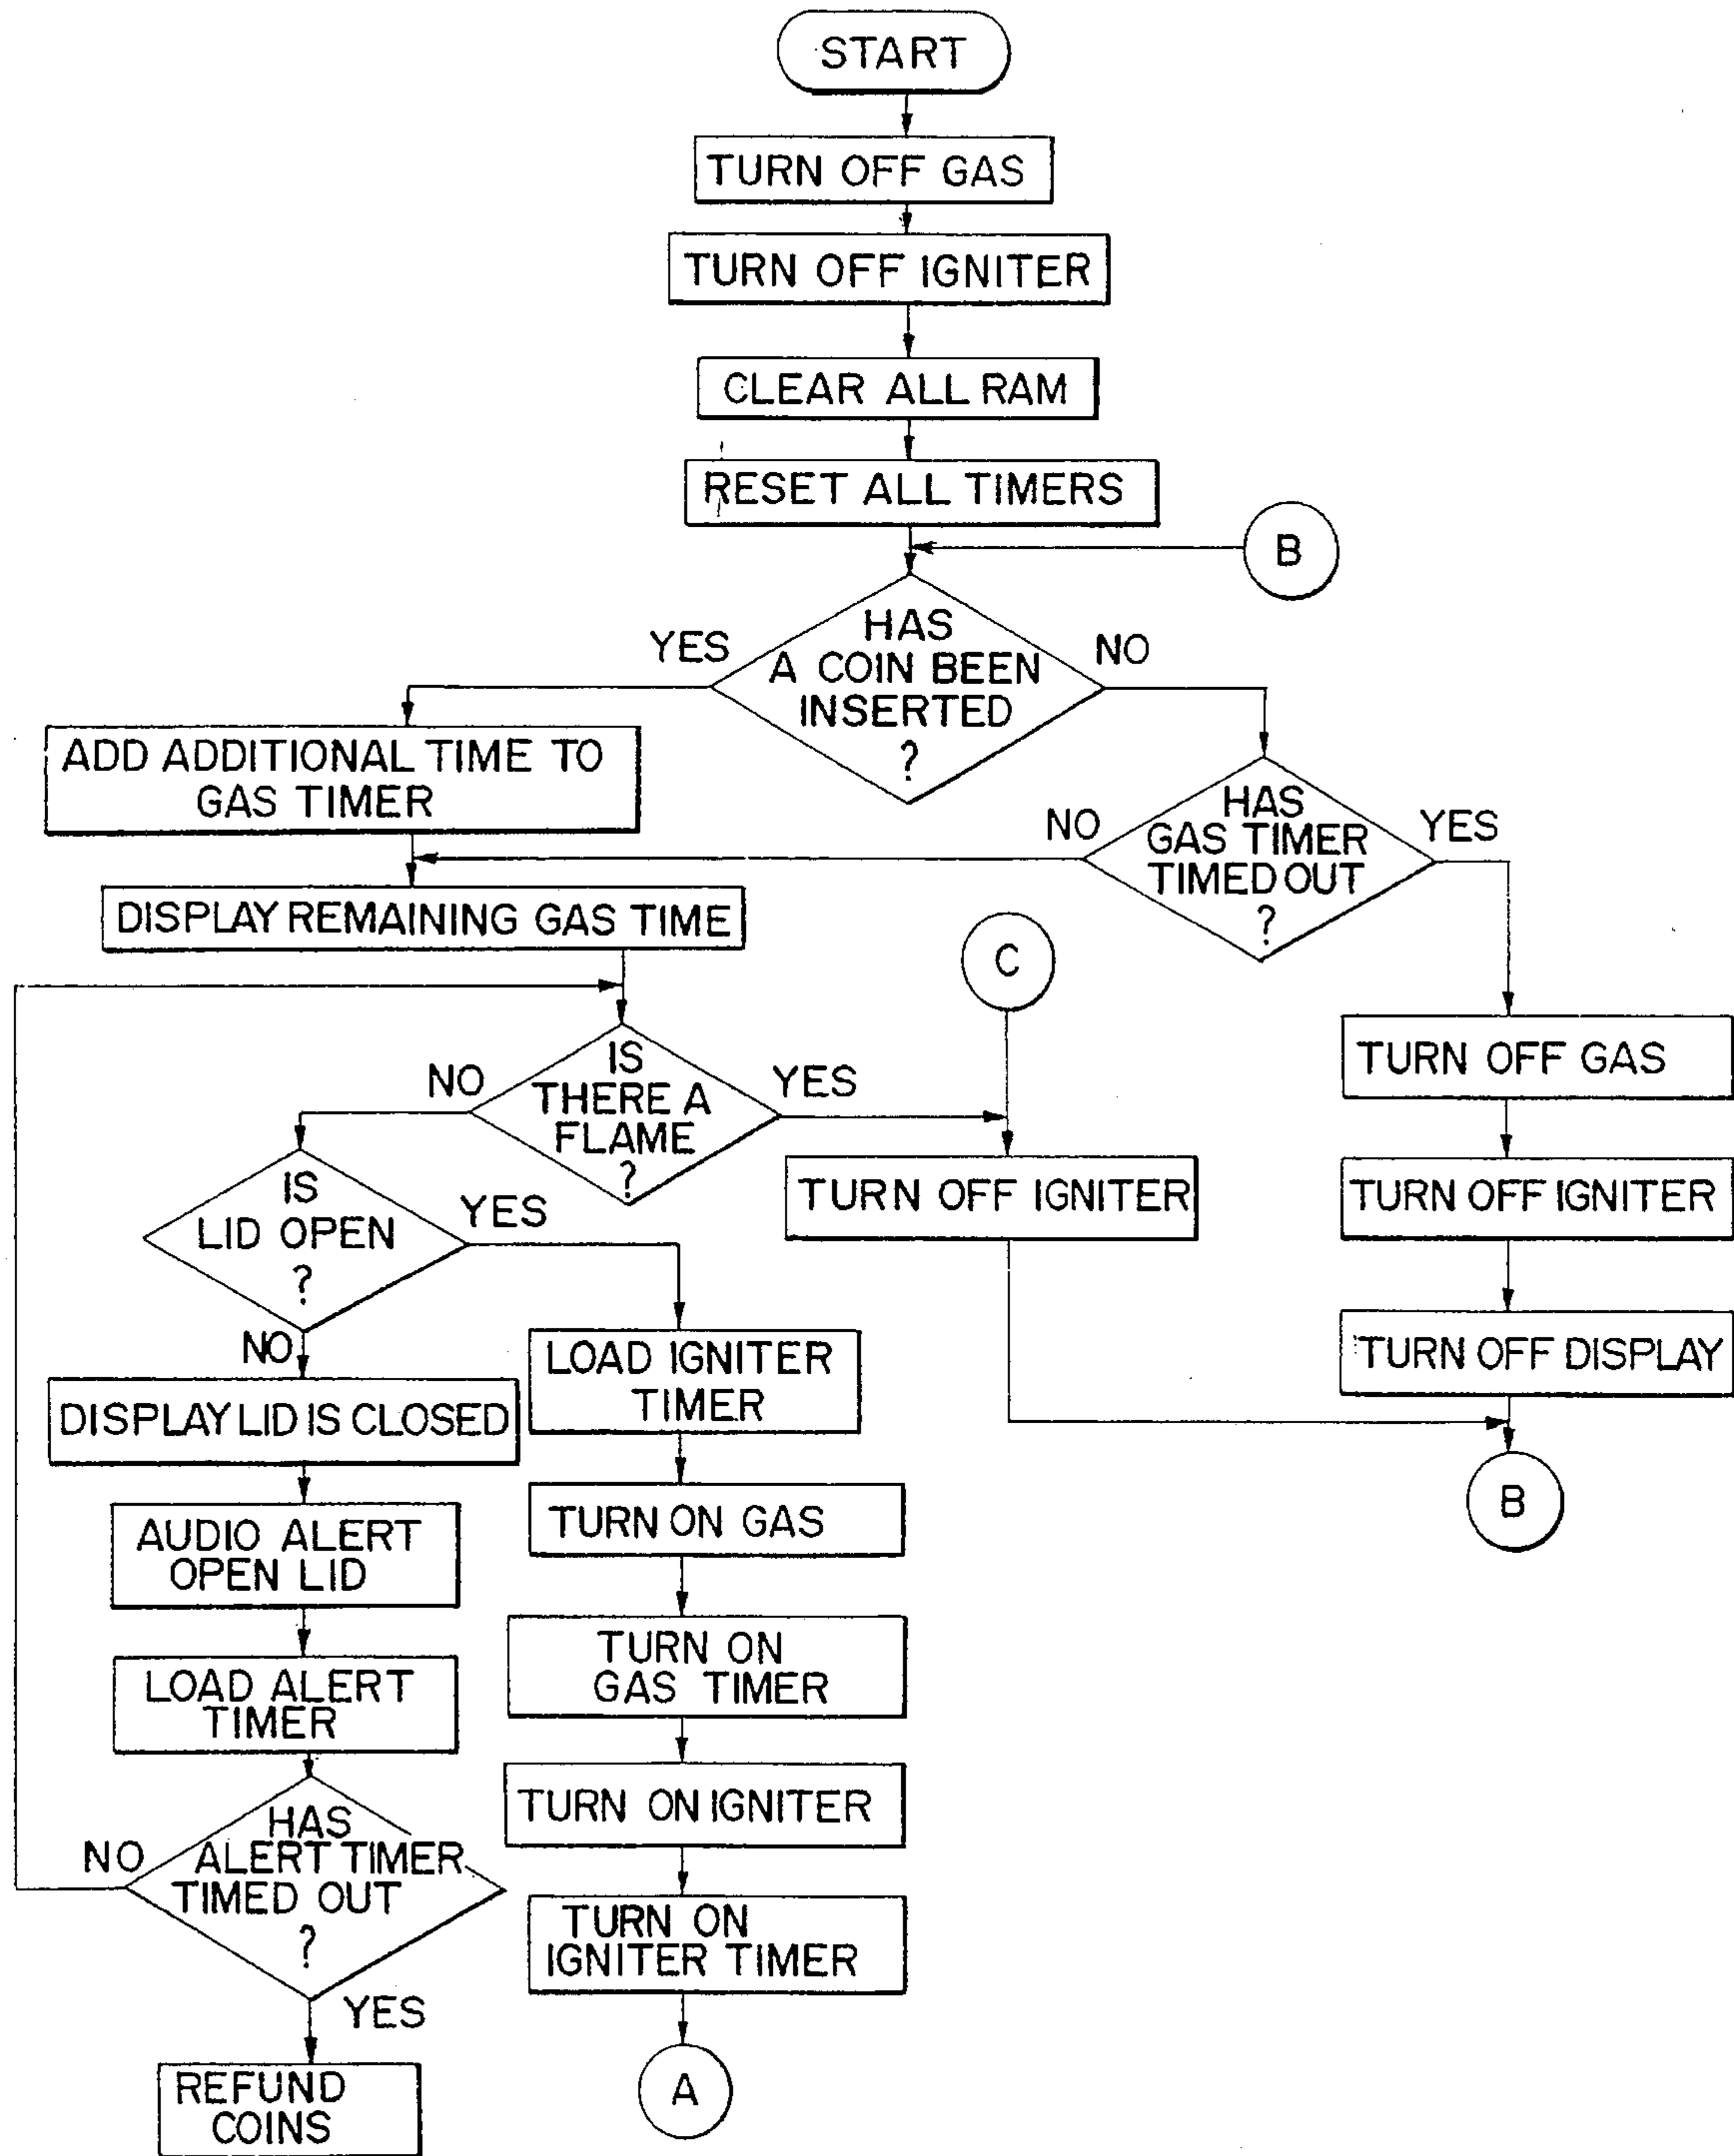 START
TURN OFF GAS
TURN OFF IGNITER
CLEAR ALL RAM
RESET ALL TIMERS
B
HAS
A COIN BEEN
INSERTED
?
YES
NO
ADD ADDITIONAL TIME TO
GAS TIMER
HAS
GAS TIMER
TIMED OUT
?
NO
YES
DISPLAY REMAINING GAS TIME
C
IS
THERE A
FLAME
?
NO
YES
TURN OFF GAS
TURN OFF IGNITER
TURN OFF IGNITER
TURN OFF DISPLAY
B
IS
LID OPEN
?
YES
NO
DISPLAY LID IS CLOSED
AUDIO ALERT
OPEN LID
LOAD ALERT
TIMER
HAS
ALERT TIMER
TIMED OUT
?
NO
YES
REFUND
COINS
LOAD IGNITER
TIMER
TURN ON GAS
TURN ON
GAS TIMER
TURN ON IGNITER
TURN ON
IGNITER TIMER
A